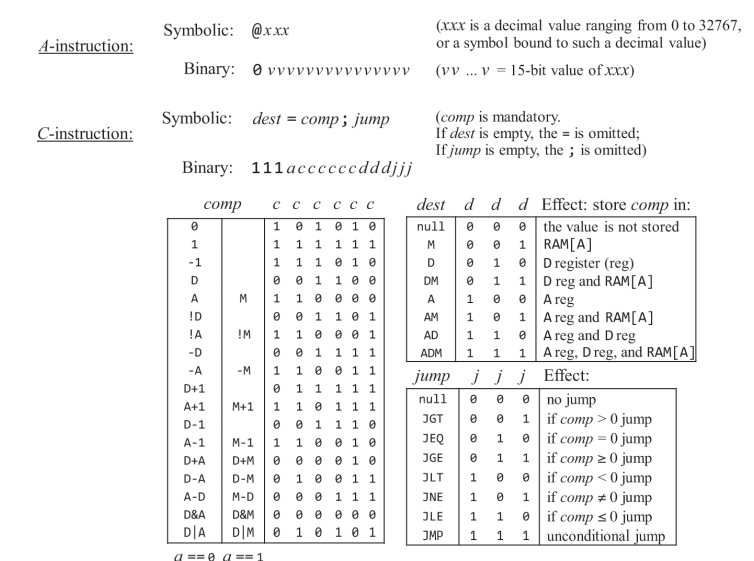 A-instruction:
Symbolic: @xxx (xxx is a decimal value ranging from 0 to 32767,
or a symbol bound to such a decimal value)
Binary: 0 vvvvvvvvvvvvvvv (vv ... v = 15-bit value of xxx)
C-instruction:
Symbolic: dest = comp ; jump (comp is mandatory.
If dest is empty, the = is omitted;
If jump is empty, the ; is omitted)
Binary: 111accccccdddjjj
comp c c c c c c
0 1 0 1 0 1 0
1 1 1 1 1 1 1
-1 1 1 1 0 1 0
D 0 0 1 1 0 0
A M 1 1 0 0 0 0
!D 0 0 1 1 0 1
!A !M 1 1 0 0 0 1
-D 0 0 1 1 1 1
-A -M 1 1 0 0 1 1
D+1 0 1 1 1 1 1
A+1 M+1 1 1 0 1 1 1
D-1 0 0 1 1 1 0
A-1 M-1 1 1 0 0 1 0
D+A D+M 0 0 0 0 1 0
D-A D-M 0 1 0 0 1 1
A-D M-D 0 0 0 1 1 1
D&A D&M 0 0 0 0 0 0
D|A D|M 0 1 0 1 0 1
a == 0 a == 1
dest d d d Effect: store comp in:
null 0 0 0 the value is not stored
M 0 0 1 RAM[A]
D 0 1 0 D register (reg)
DM 0 1 1 D reg and RAM[A]
A 1 0 0 A reg
AM 1 0 1 A reg and RAM[A]
AD 1 1 0 A reg and D reg
ADM 1 1 1 A reg, D reg, and RAM[A]
jump j j j Effect:
null 0 0 0 no jump
JGT 0 0 1 if comp > 0 jump
JEQ 0 1 0 if comp = 0 jump
JGE 0 1 1 if comp ≥ 0 jump
JLT 1 0 0 if comp < 0 jump
JNE 1 0 1 if comp ≠ 0 jump
JLE 1 1 0 if comp ≤ 0 jump
JMP 1 1 1 unconditional jump